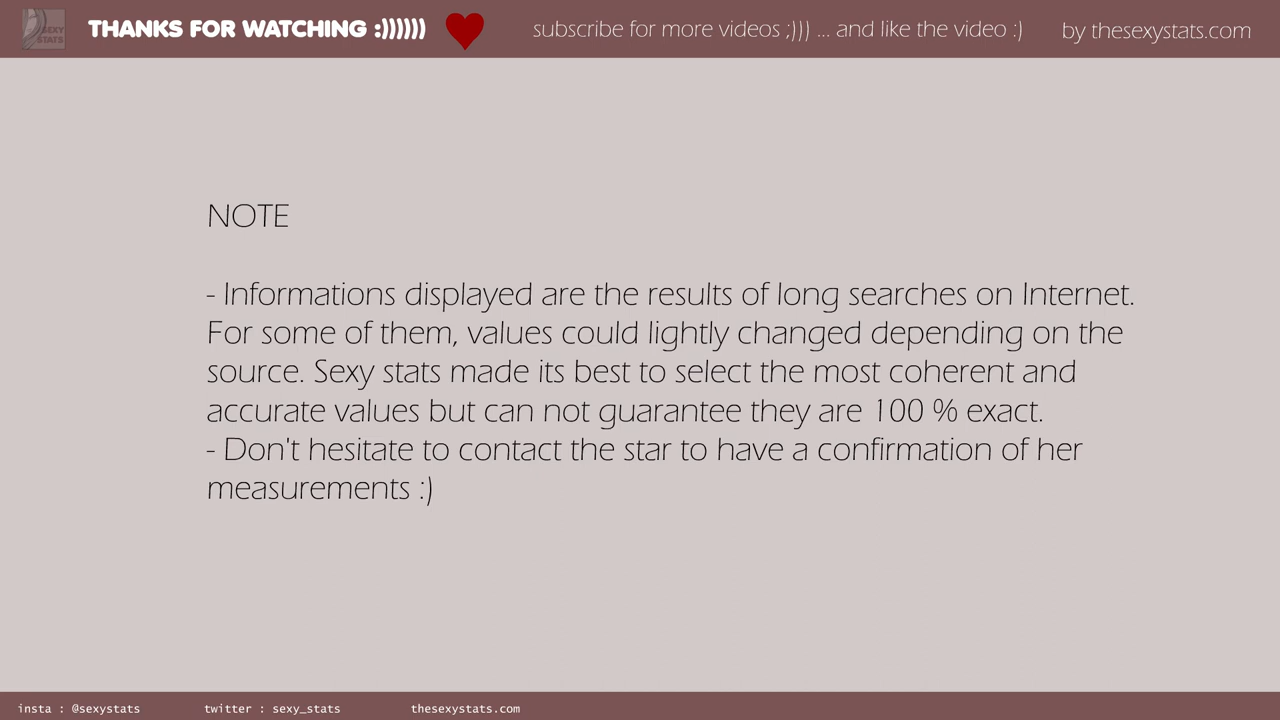 SEXY
STATS
THANKS FOR WATCHING :))))))
subscribe for more videos ;))) ... and like the video :)
by thesexystats.com
NOTE
- Informations displayed are the results of long searches on Internet.
For some of them, values could lightly changed depending on the
source. Sexy stats made its best to select the most coherent and
accurate values but can not guarantee they are 100 % exact.
- Don't hesitate to contact the star to have a confirmation of her
measurements :)
insta : @sexystats
twitter : sexy_stats
thesexystats.com